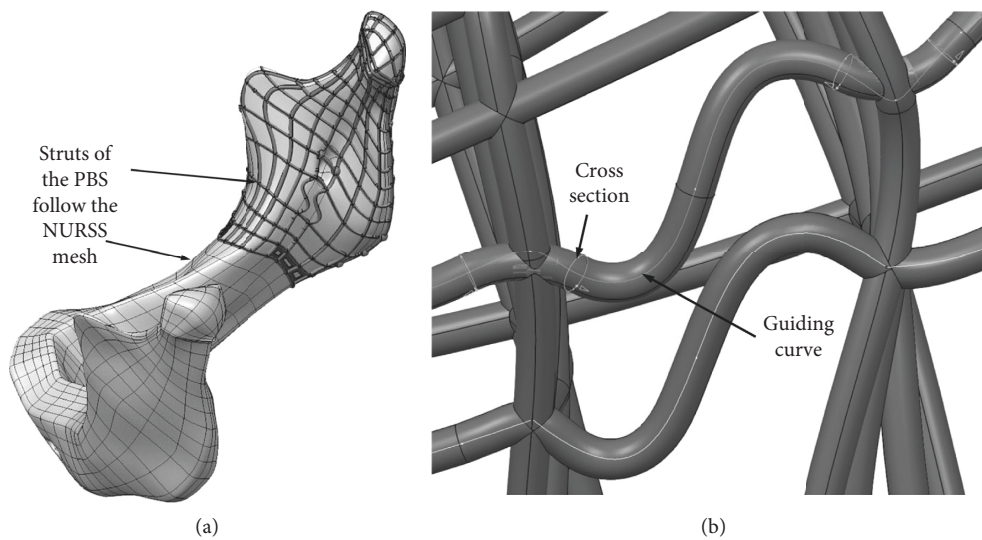 Struts of
the PBS
follow the
NURSS
mesh
Cross
section
Guiding
curve
(a)
(b)